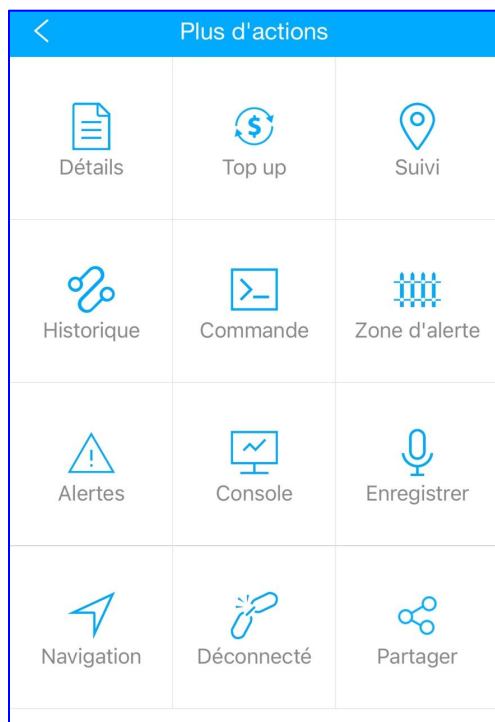 Plus d'actions
Détails
Top up
Suivi
Historique
Commande
Zone d'alerte
Alertes
Console
Enregistrer
Navigation
Déconnecté
Partager